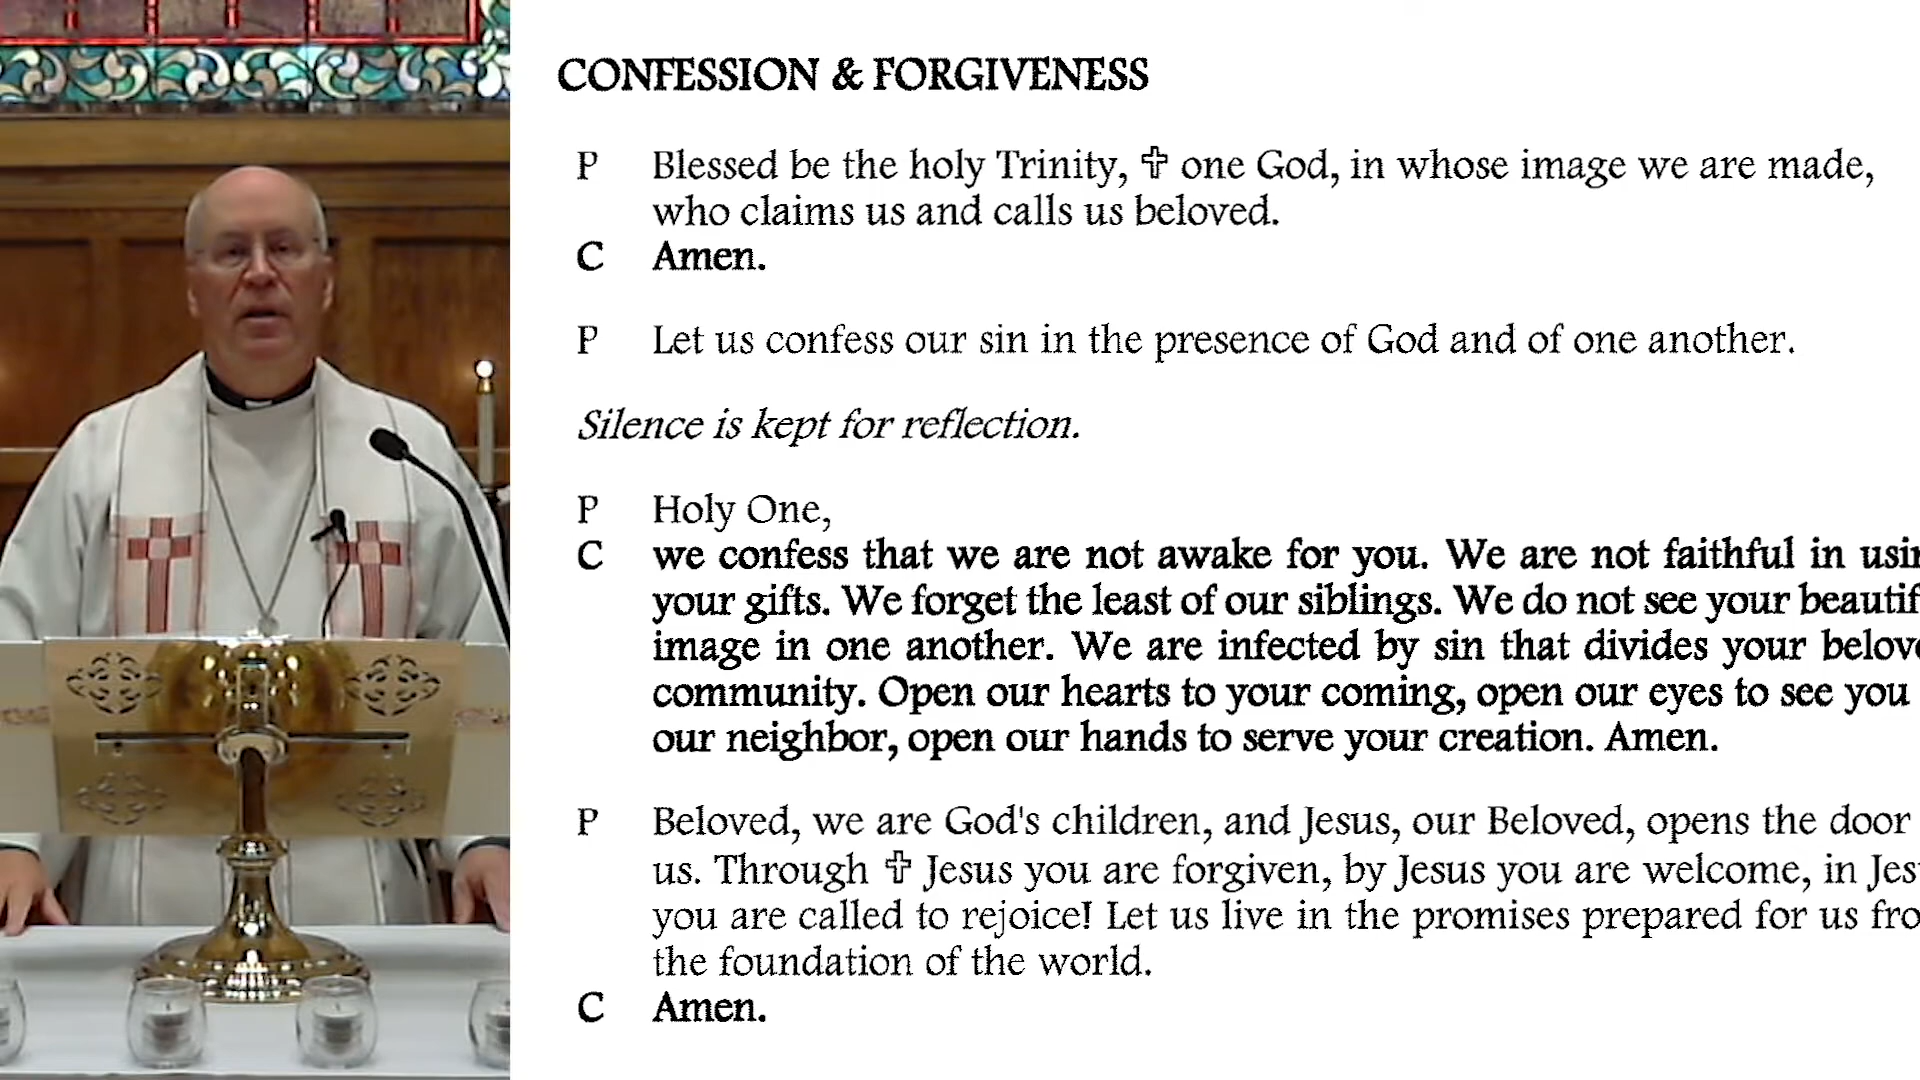 CONFESSION & FORGIVENESS
P Blessed be the holy Trinity, ✞ one God, in whose image we are made,
who claims us and calls us beloved.
C Amen.
P Let us confess our sin in the presence of God and of one another.
Silence is kept for reflection.
P Holy One,
C we confess that we are not awake for you. We are not faithful in
your gifts. We forget the least of our siblings. We do not see your
image in one another. We are infected by sin that divides your
community. Open our hearts to your coming, open our eyes to see you
our neighbor, open our hands to serve your creation. Amen.
P Beloved, we are God's children, and Jesus, our Beloved, opens the door
us. Through ✞ Jesus you are forgiven, by Jesus you are welcome, in
you are called to rejoice! Let us live in the promises prepared for us
the foundation of the world.
C Amen.